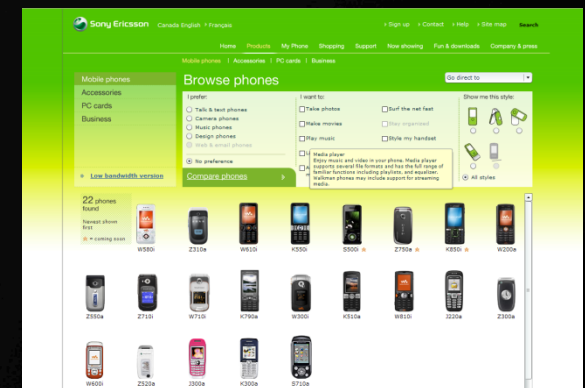 Sony Ericsson
Canada English > Français
> Sign up > Contact > Help > Site map Search
Home Products My Phone Shopping Support Now showing Fun & downloads Company & press
Mobile phones | Accessories | PC cards | Business
Mobile phones
Accessories
PC cards
Business
Low bandwidth version
Browse phones
Go direct to
I prefer:
Talk & text phones
Camera phones
Music phones
Design phones
Web & email phones
No preference
I want to:
Take photos
Surf the net fast
Make movies
Stay organised
Play music
Style my handset
Media player
Enjoy music and video in your phone. Media player
supports several file formats and has the full range of
familiar functions including playlists, and equalizer.
Walkman phones may include support for streaming
media.
Show me this style:
All styles
Compare phones
22 phones
found
Newest phones
first
= coming soon
W580i Z310a W610i K550i S500i Z750a K850i W200a
Z550a Z710i W710i K790a W300i K510a W810i J220a Z300a
W600i Z520a J300a K300a S710a